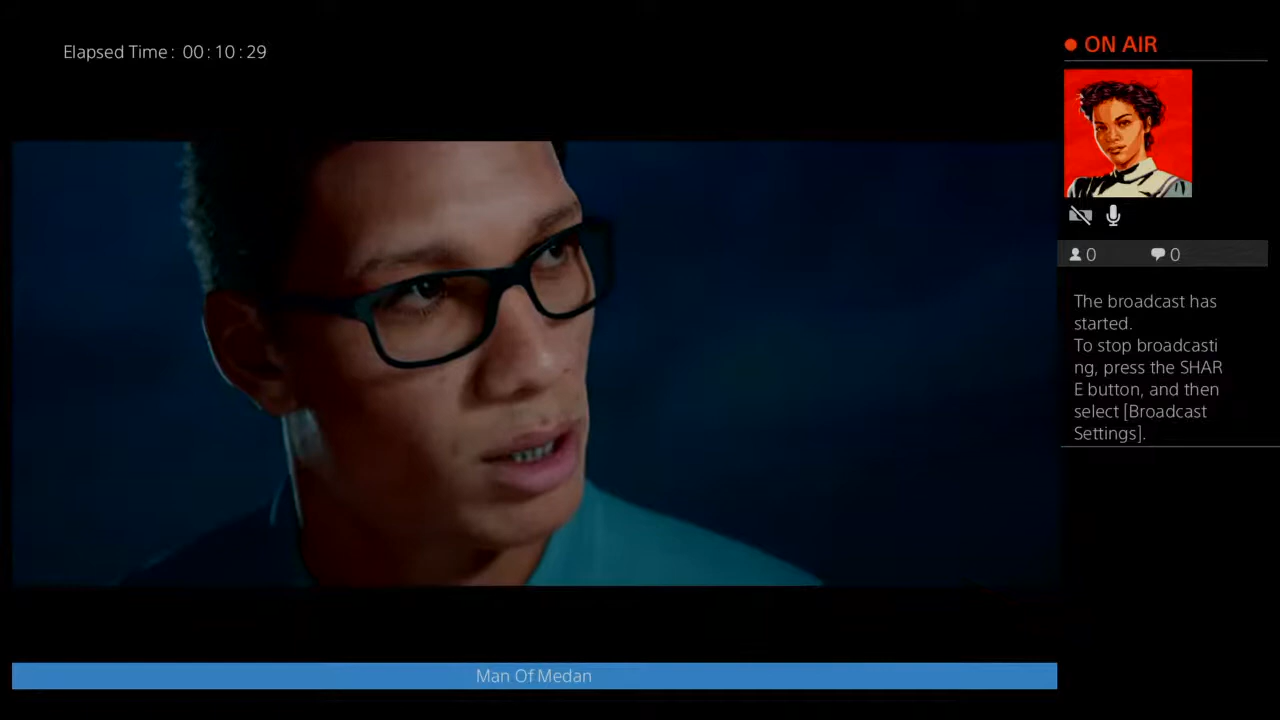 Elapsed Time: 00:10:29
ON AIR
0 0
The broadcast has
started.
To stop broadcasti
ng, press the SHAR
E button, and then
select [Broadcast
Settings].
Man Of Medan